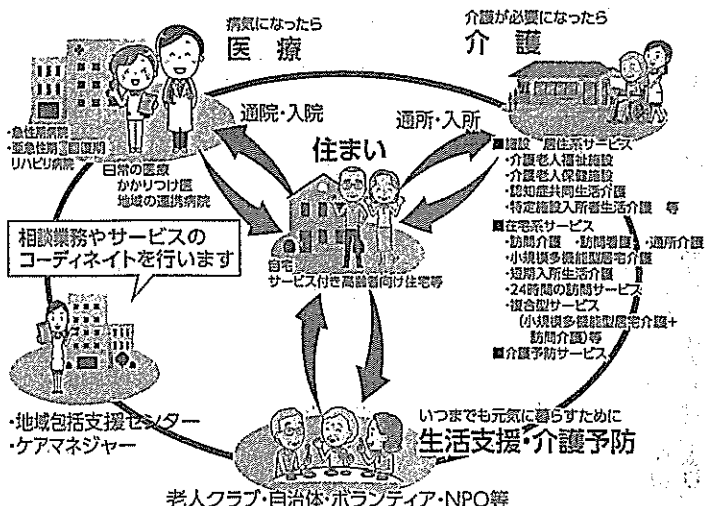 病気になったら
医療
介護が必要になったら
介護
通院・入院
通所・入所
・急性期病院
・亜急性期・回復期
リハビリ病院
日常の医療
かかりつけ医
地域の連携病院
住まい
自宅
サービス付き高齢者向け住宅等
■施設・居住系サービス
・介護老人福祉施設
・介護老人保健施設
・認知症共同生活介護
・特定施設入所者生活介護 等
■在宅系サービス
・訪問介護 ・訪問看護 ・通所介護
・小規模多機能型居宅介護
・短期入所生活介護
・24時間の訪問サービス
・複合型サービス
(小規模多機能型居宅介護+
訪問介護)等
■介護予防サービス
相談業務やサービスの
コーディネイトを行います
・地域包括支援センター
・ケアマネジャー
いつまでも元気に暮らすために
生活支援・介護予防
老人クラブ・自治体・ボランティア・NPO等